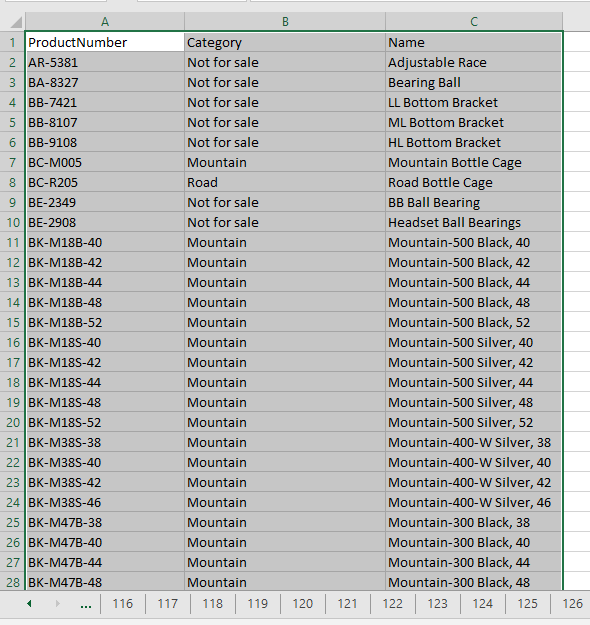 A B C
1 ProductNumber Category Name
2 AR-5381 Not for sale Adjustable Race
3 BA-8327 Not for sale Bearing Ball
4 BB-7421 Not for sale LL Bottom Bracket
5 BB-8107 Not for sale ML Bottom Bracket
6 BB-9108 Not for sale HL Bottom Bracket
7 BC-M005 Mountain Mountain Bottle Cage
8 BC-R205 Road Road Bottle Cage
9 BE-2349 Not for sale BB Ball Bearing
10 BE-2908 Not for sale Headset Ball Bearings
11 BK-M18B-40 Mountain Mountain-500 Black, 40
12 BK-M18B-42 Mountain Mountain-500 Black, 42
13 BK-M18B-44 Mountain Mountain-500 Black, 44
14 BK-M18B-48 Mountain Mountain-500 Black, 48
15 BK-M18B-52 Mountain Mountain-500 Black, 52
16 BK-M18S-40 Mountain Mountain-500 Silver, 40
17 BK-M18S-42 Mountain Mountain-500 Silver, 42
18 BK-M18S-44 Mountain Mountain-500 Silver, 44
19 BK-M18S-48 Mountain Mountain-500 Silver, 48
20 BK-M18S-52 Mountain Mountain-500 Silver, 52
21 BK-M38S-38 Mountain Mountain-400-W Silver, 38
22 BK-M38S-40 Mountain Mountain-400-W Silver, 40
23 BK-M38S-42 Mountain Mountain-400-W Silver, 42
24 BK-M38S-46 Mountain Mountain-400-W Silver, 46
25 BK-M47B-38 Mountain Mountain-300 Black, 38
26 BK-M47B-40 Mountain Mountain-300 Black, 40
27 BK-M47B-44 Mountain Mountain-300 Black, 44
28 BK-M47B-48 Mountain Mountain-300 Black, 48
... 116 117 118 119 120 121 122 123 124 125 126